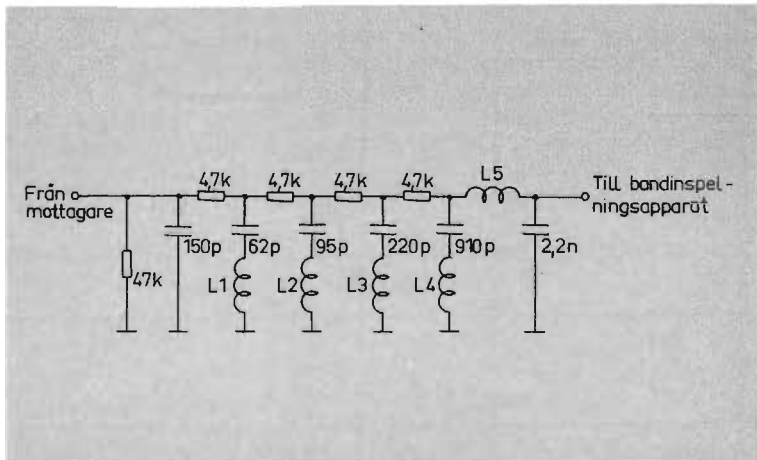 L5
4,7k 4,7k 4,7k 4,7k
Från
mottagare
Till bandinspel-
ningsapparat
150p 62p 95p 220p 910p 2,2n
47k
L1 L2 L3 L4